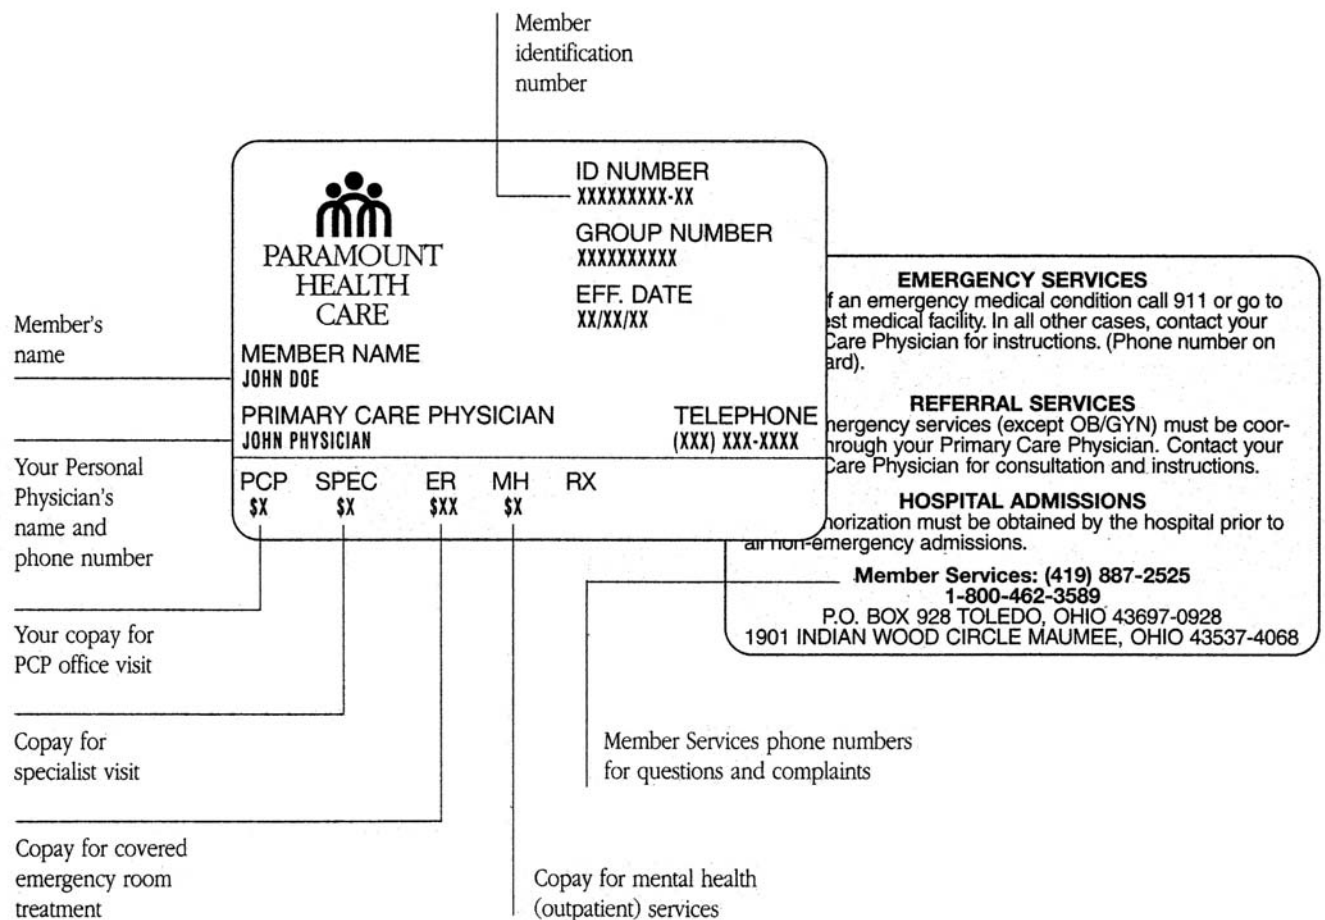 Member
identification
number
PARAMOUNT
HEALTH
CARE
ID NUMBER
XXXXXXXXX-XX
GROUP NUMBER
XXXXXXXXXX
EFF. DATE
XX/XX/XX
MEMBER NAME
JOHN DOE
PRIMARY CARE PHYSICIAN TELEPHONE
JOHN PHYSICIAN (XXX) XXX-XXXX
PCP SPEC ER MH RX
$X $X $XX $X
EMERGENCY SERVICES
f an emergency medical condition call 911 or go to
est medical facility. In all other cases, contact your
Care Physician for instructions. (Phone number on
ard).
REFERRAL SERVICES
nergency services (except OB/GYN) must be coor-
hrough your Primary Care Physician. Contact your
Care Physician for consultation and instructions.
HOSPITAL ADMISSIONS
horization must be obtained by the hospital prior to
all non-emergency admissions.
Member Services: (419) 887-2525
1-800-462-3589
P.O. BOX 928 TOLEDO, OHIO 43697-0928
1901 INDIAN WOOD CIRCLE MAUMEE, OHIO 43537-4068
Member's
name
Your Personal
Physician's
name and
phone number
Your copay for
PCP office visit
Copay for
specialist visit
Copay for covered
emergency room
treatment
Copay for mental health
(outpatient) services
Member Services phone numbers
for questions and complaints